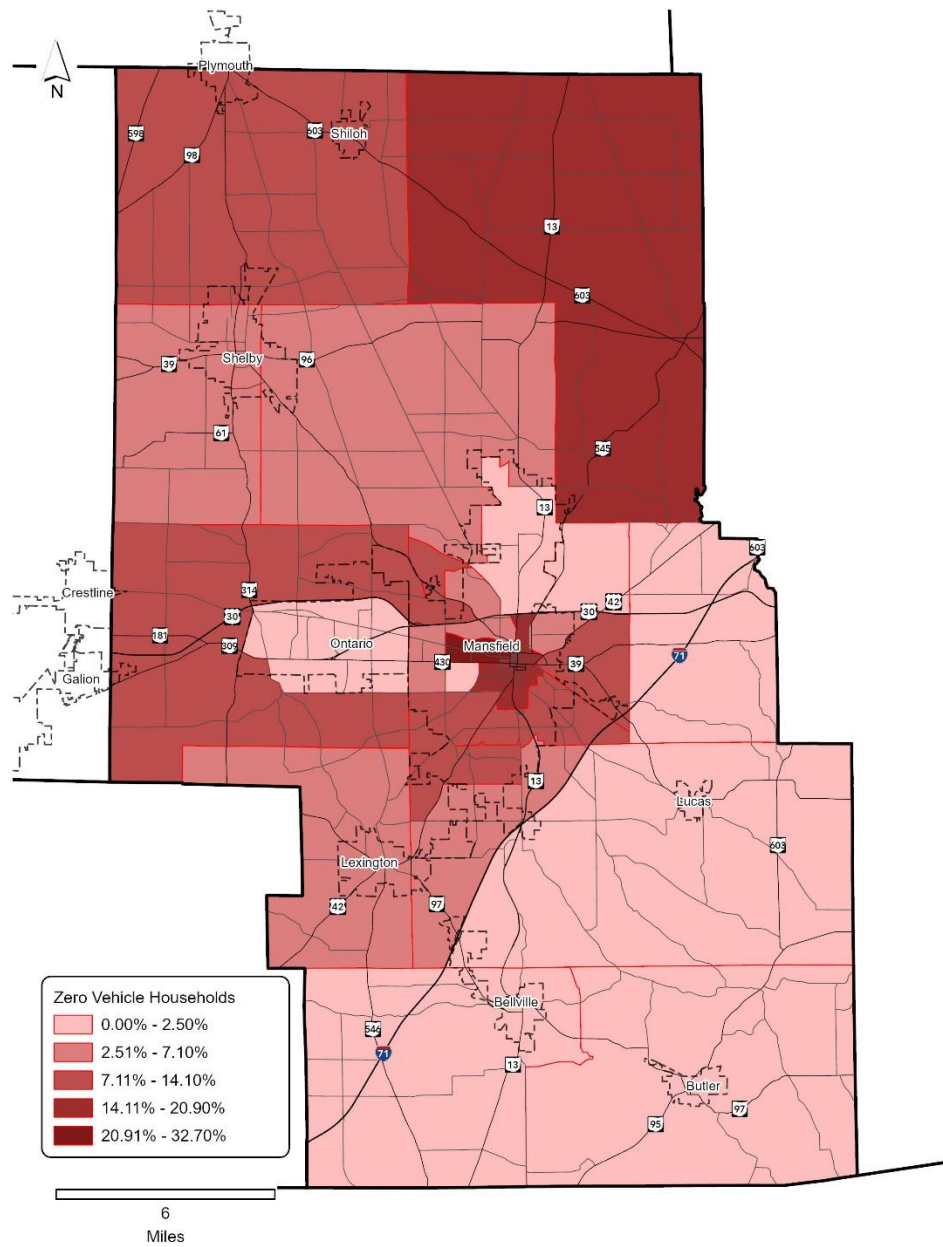 Plymouth
N
598
603
Shiloh
98
13
603
39
Shelby
96
61
545
13
603
Crestline
314
42
30
30
181
309
Ontario
430
Mansfield
39
71
Galion
13
Lucas
603
Lexington
42
97
Zero Vehicle Households
0.00% - 2.50%
2.51% - 7.10%
7.11% - 14.10%
14.11% - 20.90%
20.91% - 32.70%
Bellville
546
71
13
Butler
97
95
6
Miles